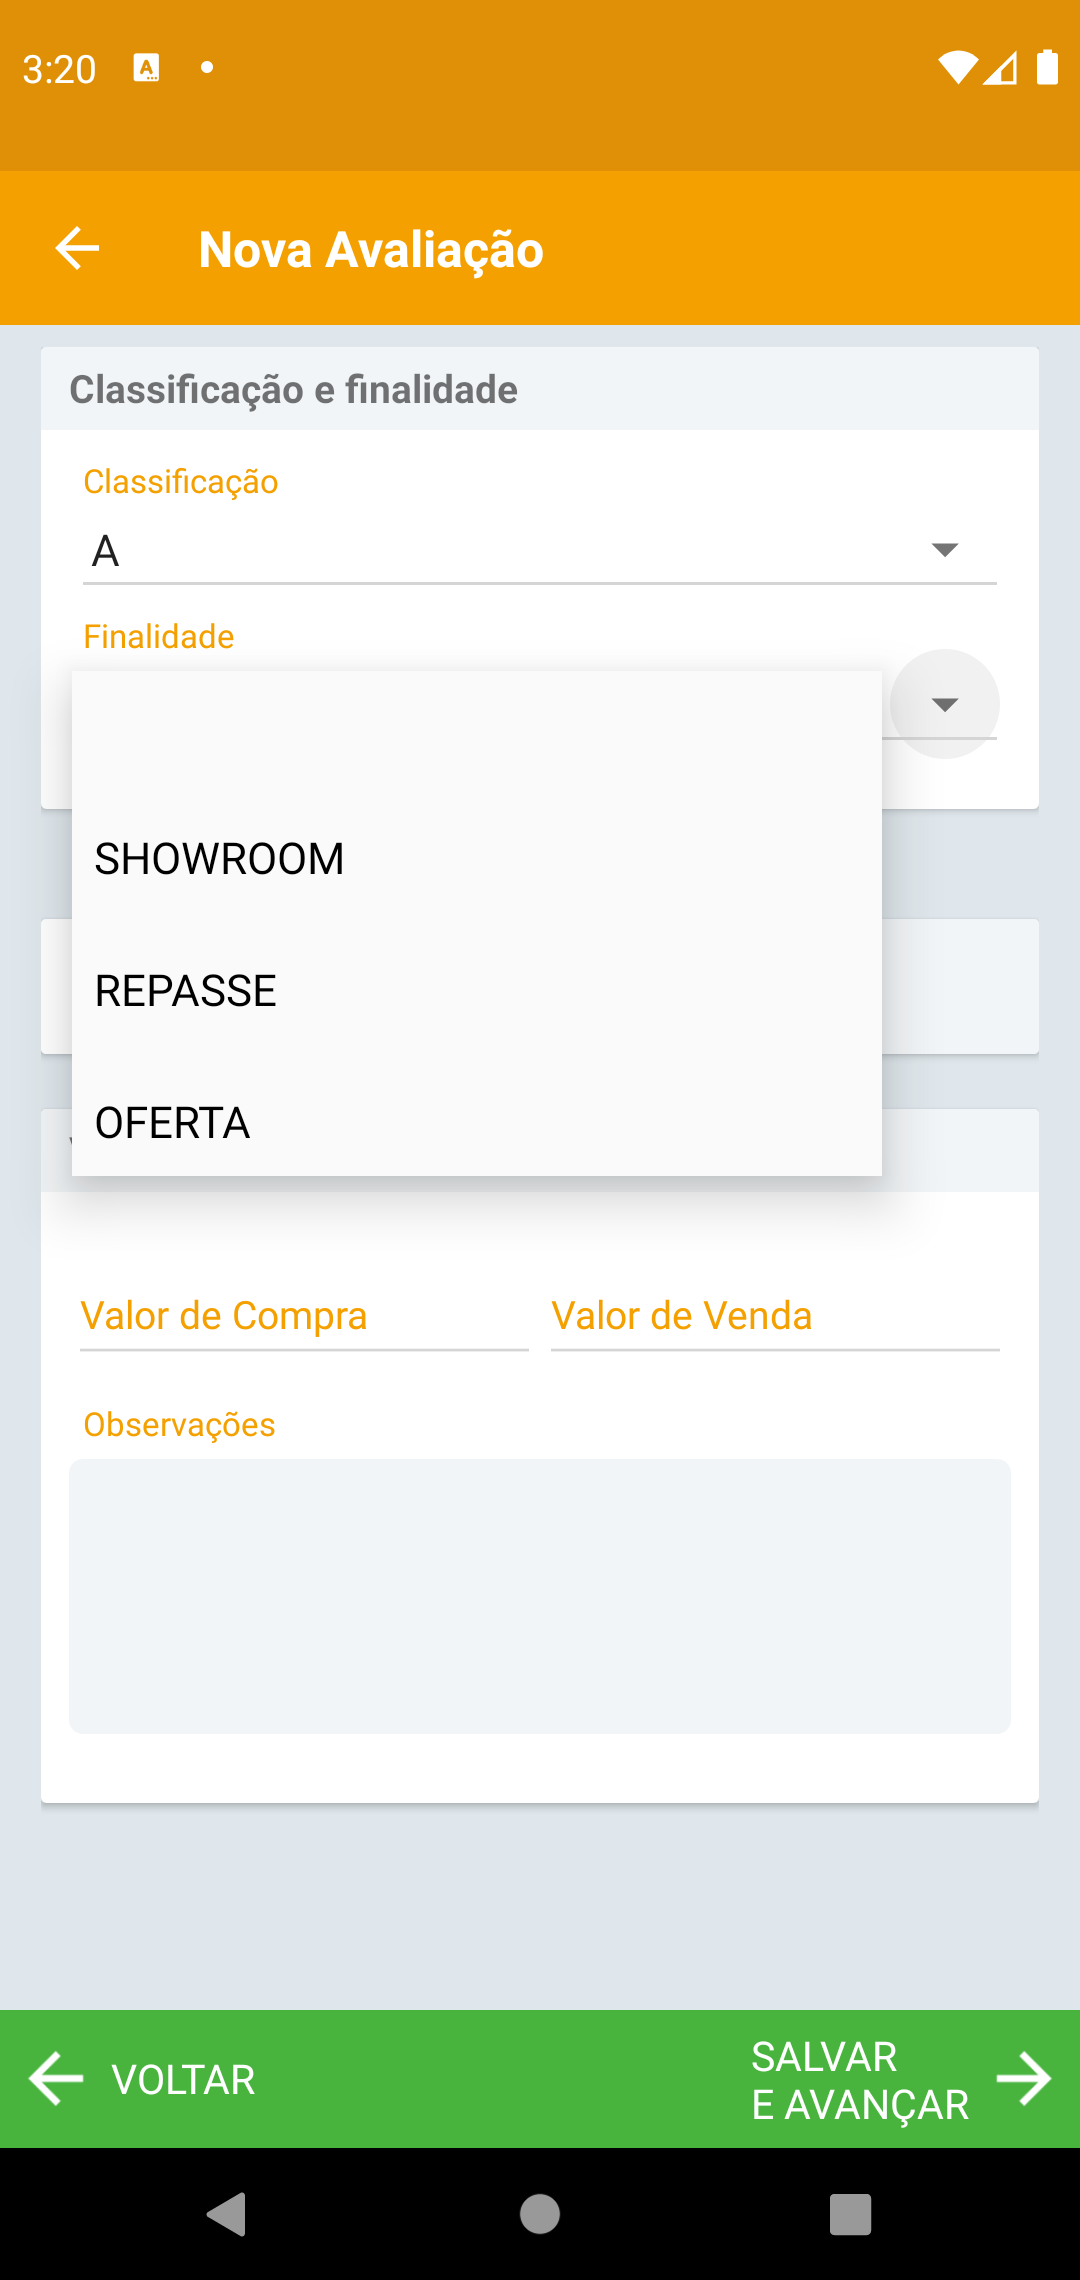 3:20
Nova Avaliação
Classificação e finalidade
Classificação
A
Finalidade
SHOWROOM
REPASSE
OFERTA
Valor de Compra
Valor de Venda
Observações
VOLTAR
SALVAR
E AVANÇAR